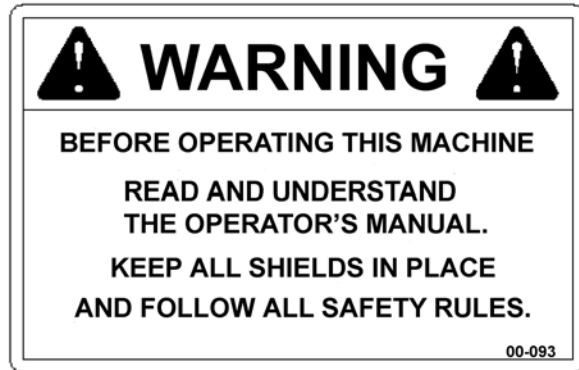 WARNING
BEFORE OPERATING THIS MACHINE
READ AND UNDERSTAND
THE OPERATOR'S MANUAL.
KEEP ALL SHIELDS IN PLACE
AND FOLLOW ALL SAFETY RULES.
00-093